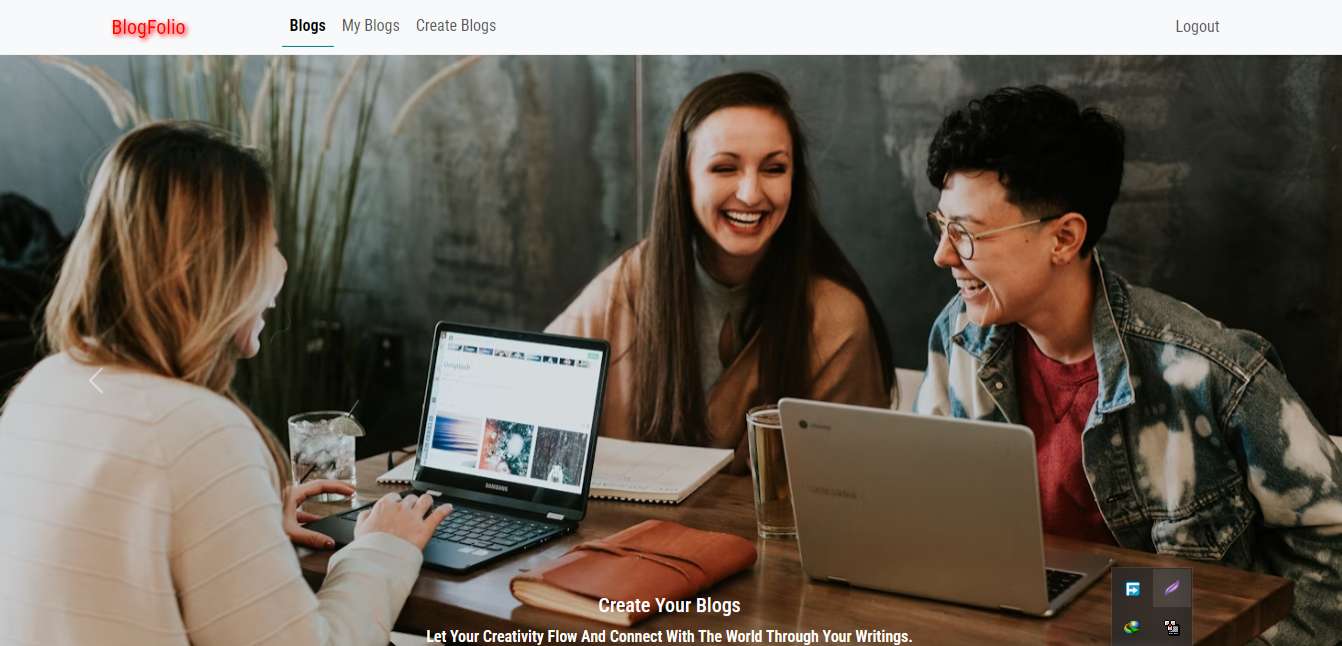 BlogFolio
Blogs
My Blogs
Create Blogs
Logout
SAMSUNG
Create Your Blogs
Let Your Creativity Flow And Connect With The World Through Your Writings.